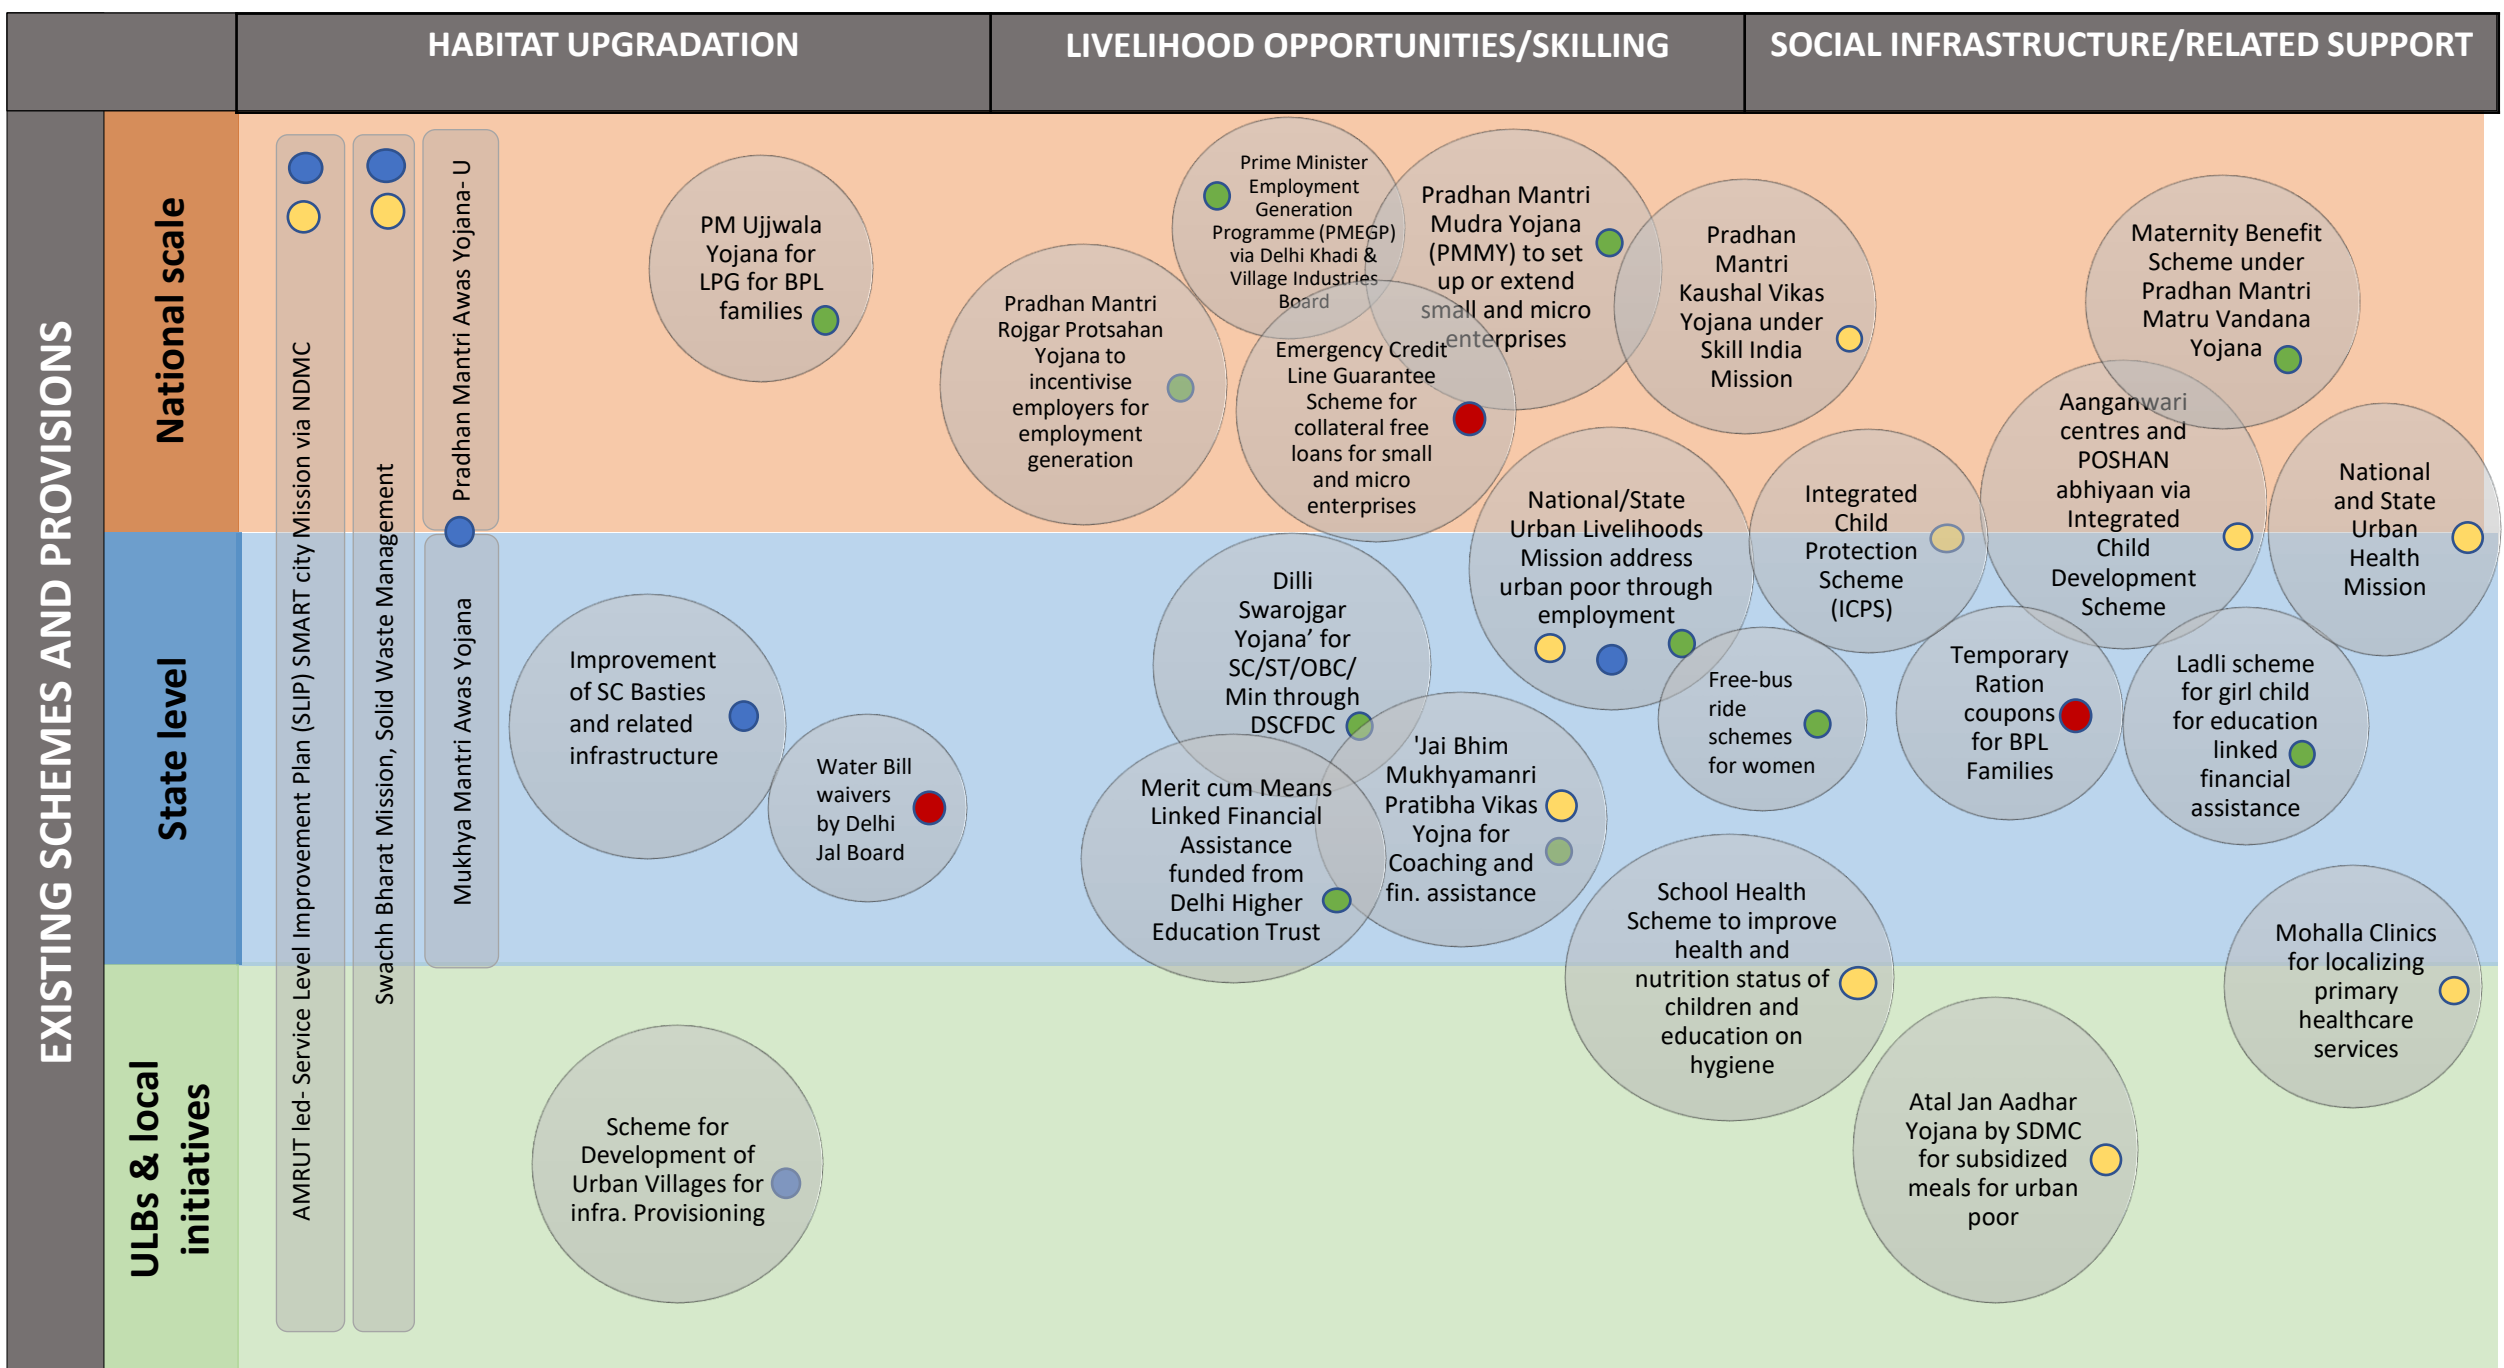 HABITAT UPGRADATION
LIVELIHOOD OPPORTUNITIES/SKILLING
SOCIAL INFRASTRUCTURE/RELATED SUPPORT
EXISTING SCHEMES AND PROVISIONS
National scale
State level
ULBs & local
initiatives
AMRUT led- Service Level Improvement Plan (SLIP) SMART city Mission via NDMC
Swachh Bharat Mission, Solid Waste Management
Pradhan Mantri Awas Yojana- U
Mukhya Mantri Awas Yojana
PM Ujjwala
Yojana for
LPG for BPL
families
Prime Minister
Employment
Generation
Programme (PMEGP)
via Delhi Khadi &
Village Industries
Board
Pradhan Mantri
Mudra Yojana
(PMMY) to set
up or extend
small and micro
enterprises
Pradhan Mantri
Rojgar Protsahan
Yojana to
incentivise
employers for
employment
generation
Emergency Credit
Line Guarantee
Scheme for
collateral free
loans for small
and micro
enterprises
Pradhan
Mantri
Kaushal Vikas
Yojana under
Skill India
Mission
Maternity Benefit
Scheme under
Pradhan Mantri
Matru Vandana
Yojana
Aanganwari
centres and
POSHAN
abhiyaan via
Integrated
Child
Development
Scheme
National
and State
Urban
Health
Mission
National/State
Urban Livelihoods
Mission address
urban poor through
employment
Integrated
Child
Protection
Scheme
(ICPS)
Improvement
of SC Basties
and related
infrastructure
Water Bill
waivers
by Delhi
Jal Board
Dilli
Swarojgar
Yojana’ for
SC/ST/OBC/
Min through
DSCFDC
Merit cum Means
Linked Financial
Assistance
funded from
Delhi Higher
Education Trust
'Jai Bhim
Mukhyamanri
Pratibha Vikas
Yojna for
Coaching and
fin. assistance
Free-bus
ride
schemes
for women
Temporary
Ration
coupons
for BPL
Families
Ladli scheme
for girl child
for education
linked
financial
assistance
School Health
Scheme to improve
health and
nutrition status of
children and
education on
hygiene
Mohalla Clinics
for localizing
primary
healthcare
services
Scheme for
Development of
Urban Villages for
infra. Provisioning
Atal Jan Aadhar
Yojana by SDMC
for subsidized
meals for urban
poor